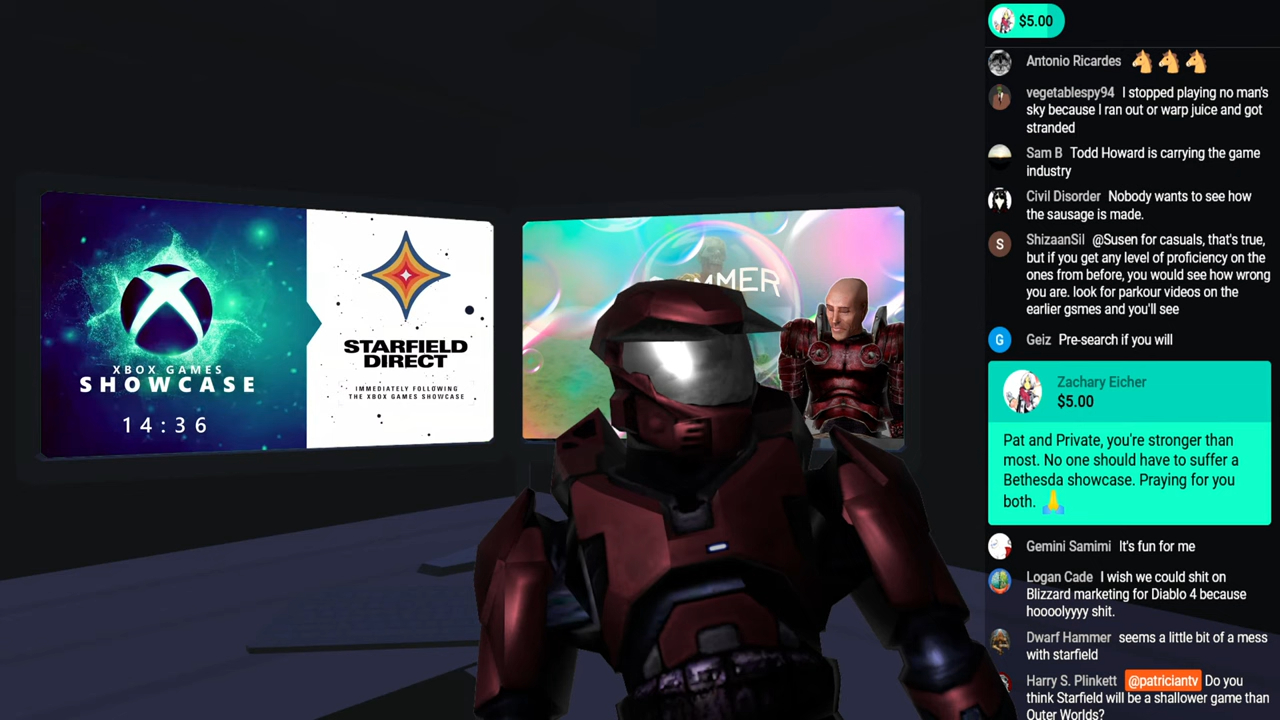 XBOX GAMES
SHOWCASE
14:36
STARFIELD
DIRECT
IMMEDIATELY FOLLOWING
THE XBOX GAMES SHOWCASE
$5.00
Antonio Ricardes
vegetablespy94 I stopped playing no man's
sky because I ran out or warp juice and got
stranded
Sam B Todd Howard is carrying the game
industry
Civil Disorder Nobody wants to see how
the sausage is made.
S
ShizaanSil @Susen for casuals, that's true,
but if you get any level of proficiency on the
ones from before, you would see how wrong
you are. look for parkour videos on the
earlier gsmes and you'll see
G
Geiz Pre-search if you will
Zachary Eicher
$5.00
Pat and Private, you're stronger than
most. No one should have to suffer a
Bethesda showcase. Praying for you
both.
Gemini Samimi It's fun for me
Logan Cade I wish we could shit on
Blizzard marketing for Diablo 4 because
hoooolyyyy shit.
Dwarf Hammer seems a little bit of a mess
with starfield
Harry S. Plinkett @patriciantv Do you
think Starfield will be a shallower game than
Outer Worlds?